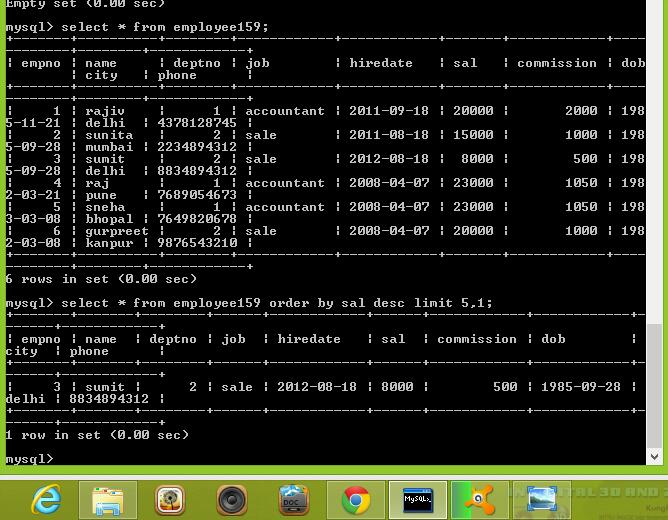 Empty set (0.00 sec)
mysql> select * from employee159;
+-------+----------+--------+------------+------------+-------+------------+-----
------+--------+------------+
| empno | name     | deptno | job        | hiredate   | sal   | commission | dob
      | city   | phone      |
+-------+----------+--------+------------+------------+-------+------------+-----
------+--------+------------+
|     1 | rajiv    |      1 | accountant | 2011-09-18 | 20000 |       2000 | 198
5-11-21 | delhi  | 4378128745 |
|     2 | sunita   |      2 | sale       | 2011-08-18 | 15000 |       1000 | 198
5-09-28 | mumbai | 2234894312 |
|     3 | sumit    |      2 | sale       | 2012-08-18 |  8000 |        500 | 198
5-09-28 | delhi  | 8834894312 |
|     4 | raj      |      1 | accountant | 2008-04-07 | 23000 |       1050 | 198
2-03-21 | pune   | 7689054673 |
|     5 | sneha    |      1 | accountant | 2008-04-07 | 23000 |       1050 | 198
3-03-08 | bhopal | 7649820678 |
|     6 | gurpreet |      2 | sale       | 2008-04-07 | 20000 |       1000 | 198
2-03-08 | kanpur | 9876543210 |
+-------+----------+--------+------------+------------+-------+------------+-----
------+--------+------------+
6 rows in set (0.00 sec)
mysql> select * from employee159 order by sal desc limit 5,1;
+-------+-------+--------+------+------------+------+------------+------------+
-------+------------+
| empno | name  | deptno | job  | hiredate   | sal  | commission | dob        |
city  | phone      |
+-------+-------+--------+------+------------+------+------------+------------+
-------+------------+
|     3 | sumit |      2 | sale | 2012-08-18 | 8000 |        500 | 1985-09-28 |
delhi | 8834894312 |
+-------+-------+--------+------+------------+------+------------+------------+
-------+------------+
1 row in set (0.00 sec)
mysql>
DOC
MySQL